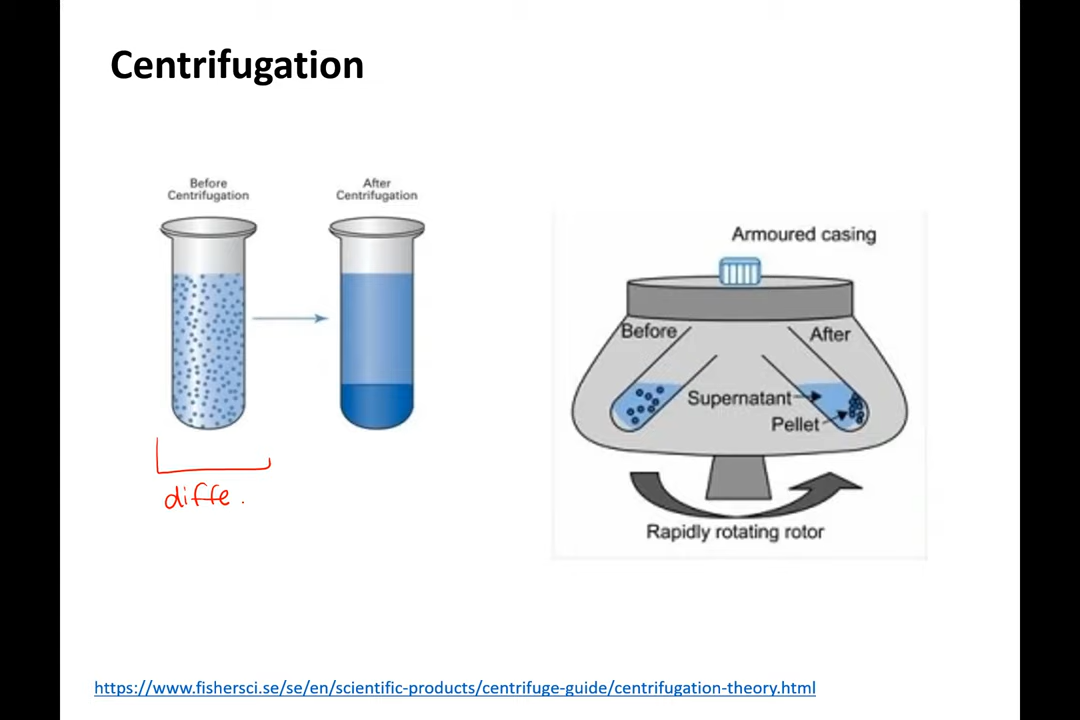 Centrifugation
Before
Centrifugation
After
Centrifugation
diffe.
Armoured casing
Before
After
Supernatant
Pellet
Rapidly rotating rotor
https://www.fishersci.se/se/en/scientific-products/centrifuge-guide/centrifugation-theory.html